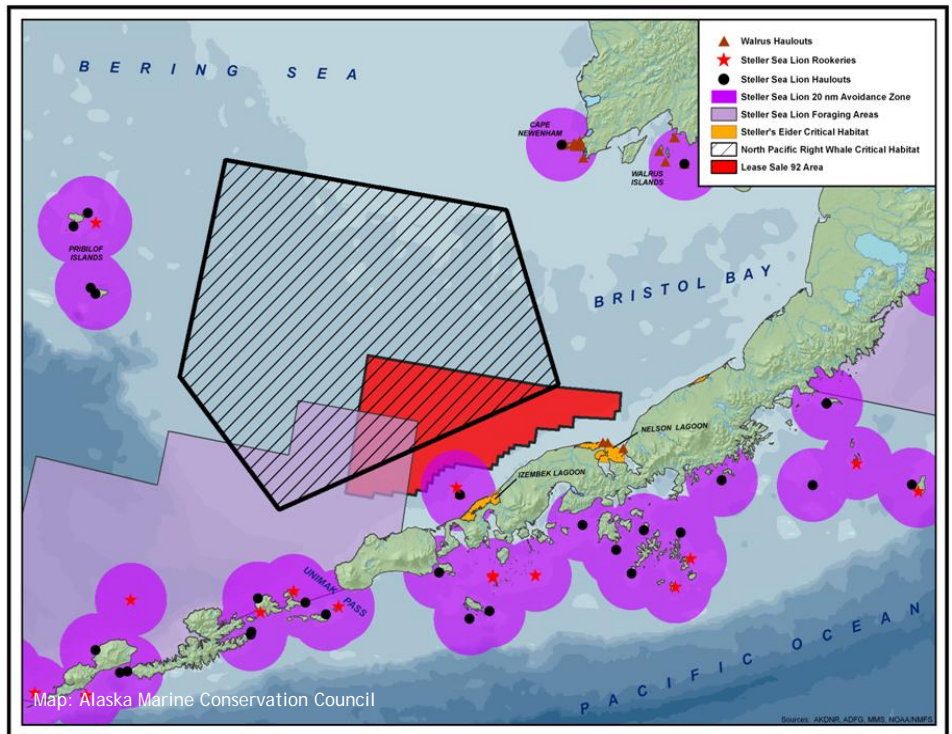 BERING SEA
Walrus Haulouts
Steller Sea Lion Rookeries
Steller Sea Lion Haulouts
Steller Sea Lion 20 nm Avoidance Zone
Steller Sea Lion Foraging Areas
Steller's Eider Critical Habitat
North Pacific Right Whale Critical Habitat
Lease Sale 92 Area
CAPE
NEWENHAM
WALRUS
ISLANDS
PRIBILOF
ISLANDS
BRISTOL BAY
NELSON LAGOON
IZEMBEK LAGOON
UNIMAK PASS
PACIFIC OCEAN
Map: Alaska Marine Conservation Council
Sources: AKDNR, ADFG, MMS, NOAA/NMFS